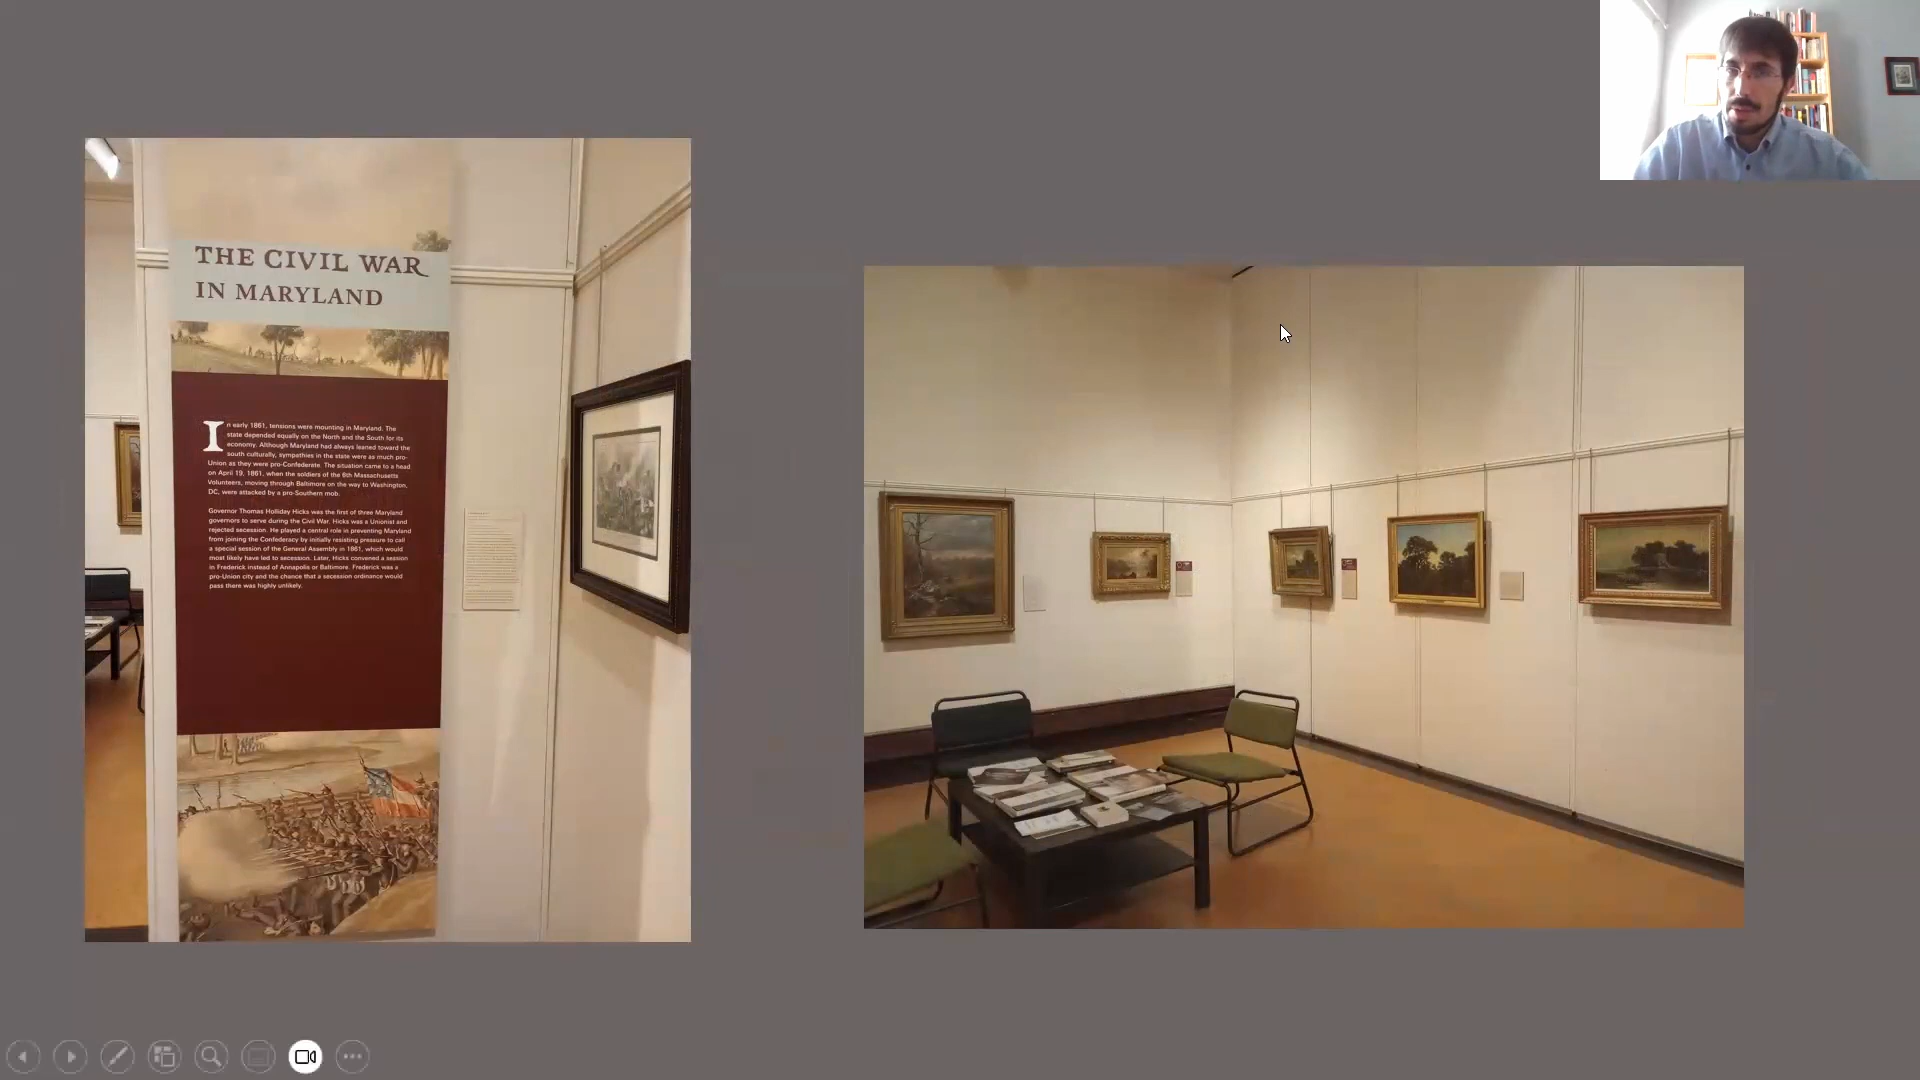 THE CIVIL WAR
IN MARYLAND
In early 1861, tensions were mounting in Maryland. The
state depended equally on the North and the South for its
economy. Although Maryland had always leaned toward the
south culturally, sympathies in the state were as much pro-
Union as they were pro-Confederate. The situation came to a head
on April 19, 1861, when the soldiers of the 6th Massachusetts
Volunteers, moving through Baltimore on the way to Washington,
DC, were attacked by a pro-Southern mob.
Governor Thomas Holliday Hicks was the first of three Maryland
governors to serve during the Civil War. Hicks was a Unionist and
rejected secession. He played a central role in preventing Maryland
from joining the Confederacy by initially resisting pressure to call
a special session of the General Assembly in 1861, which would
most likely have led to secession. Later, Hicks convened a session
in Frederick instead of Annapolis or Baltimore. Frederick was a
pro-Union city and the chance that a secession ordinance would
pass there was highly unlikely.